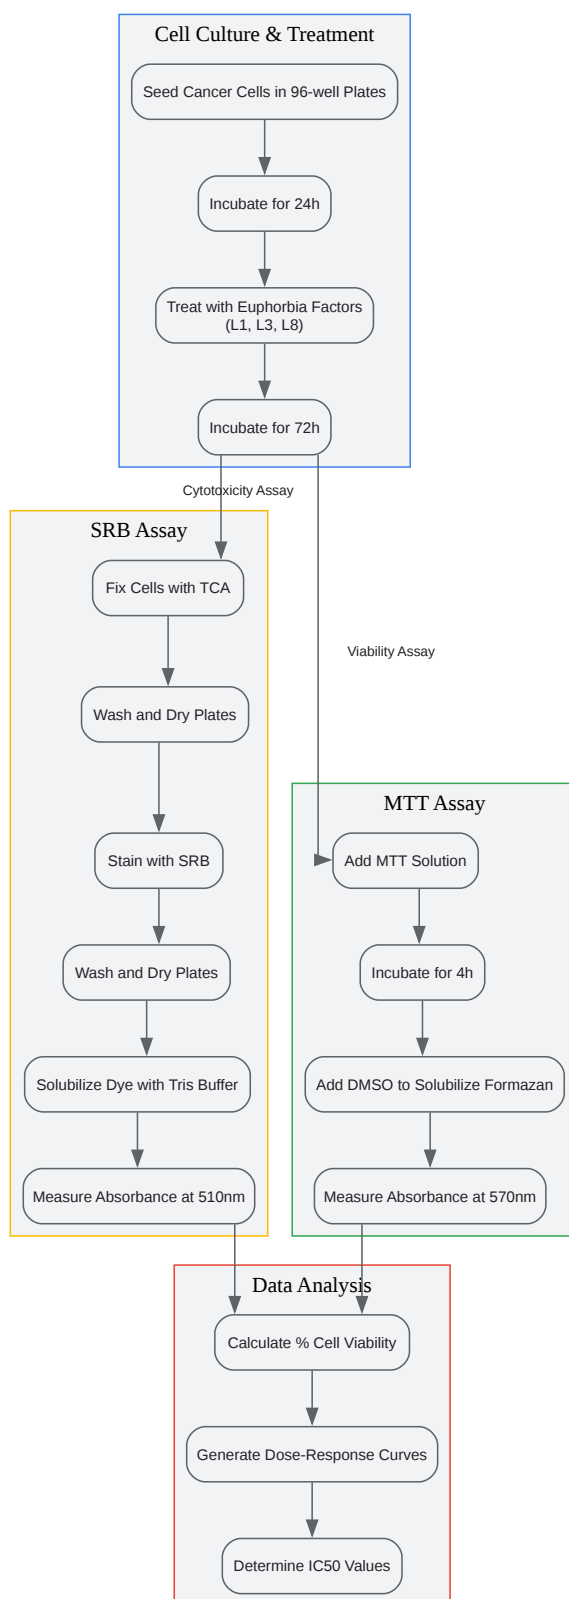 Cell Culture & Treatment
Seed Cancer Cells in 96-well Plates
Incubate for 24h
Treat with Euphorbia Factors
(L1, L3, L8)
Incubate for 72h
Cytotoxicity Assay
SRB Assay
Fix Cells with TCA
Wash and Dry Plates
Stain with SRB
Wash and Dry Plates
Solubilize Dye with Tris Buffer
Measure Absorbance at 510nm
Viability Assay
MTT Assay
Add MTT Solution
Incubate for 4h
Add DMSO to Solubilize Formazan
Measure Absorbance at 570nm
Data Analysis
Calculate % Cell Viability
Generate Dose-Response Curves
Determine IC50 Values